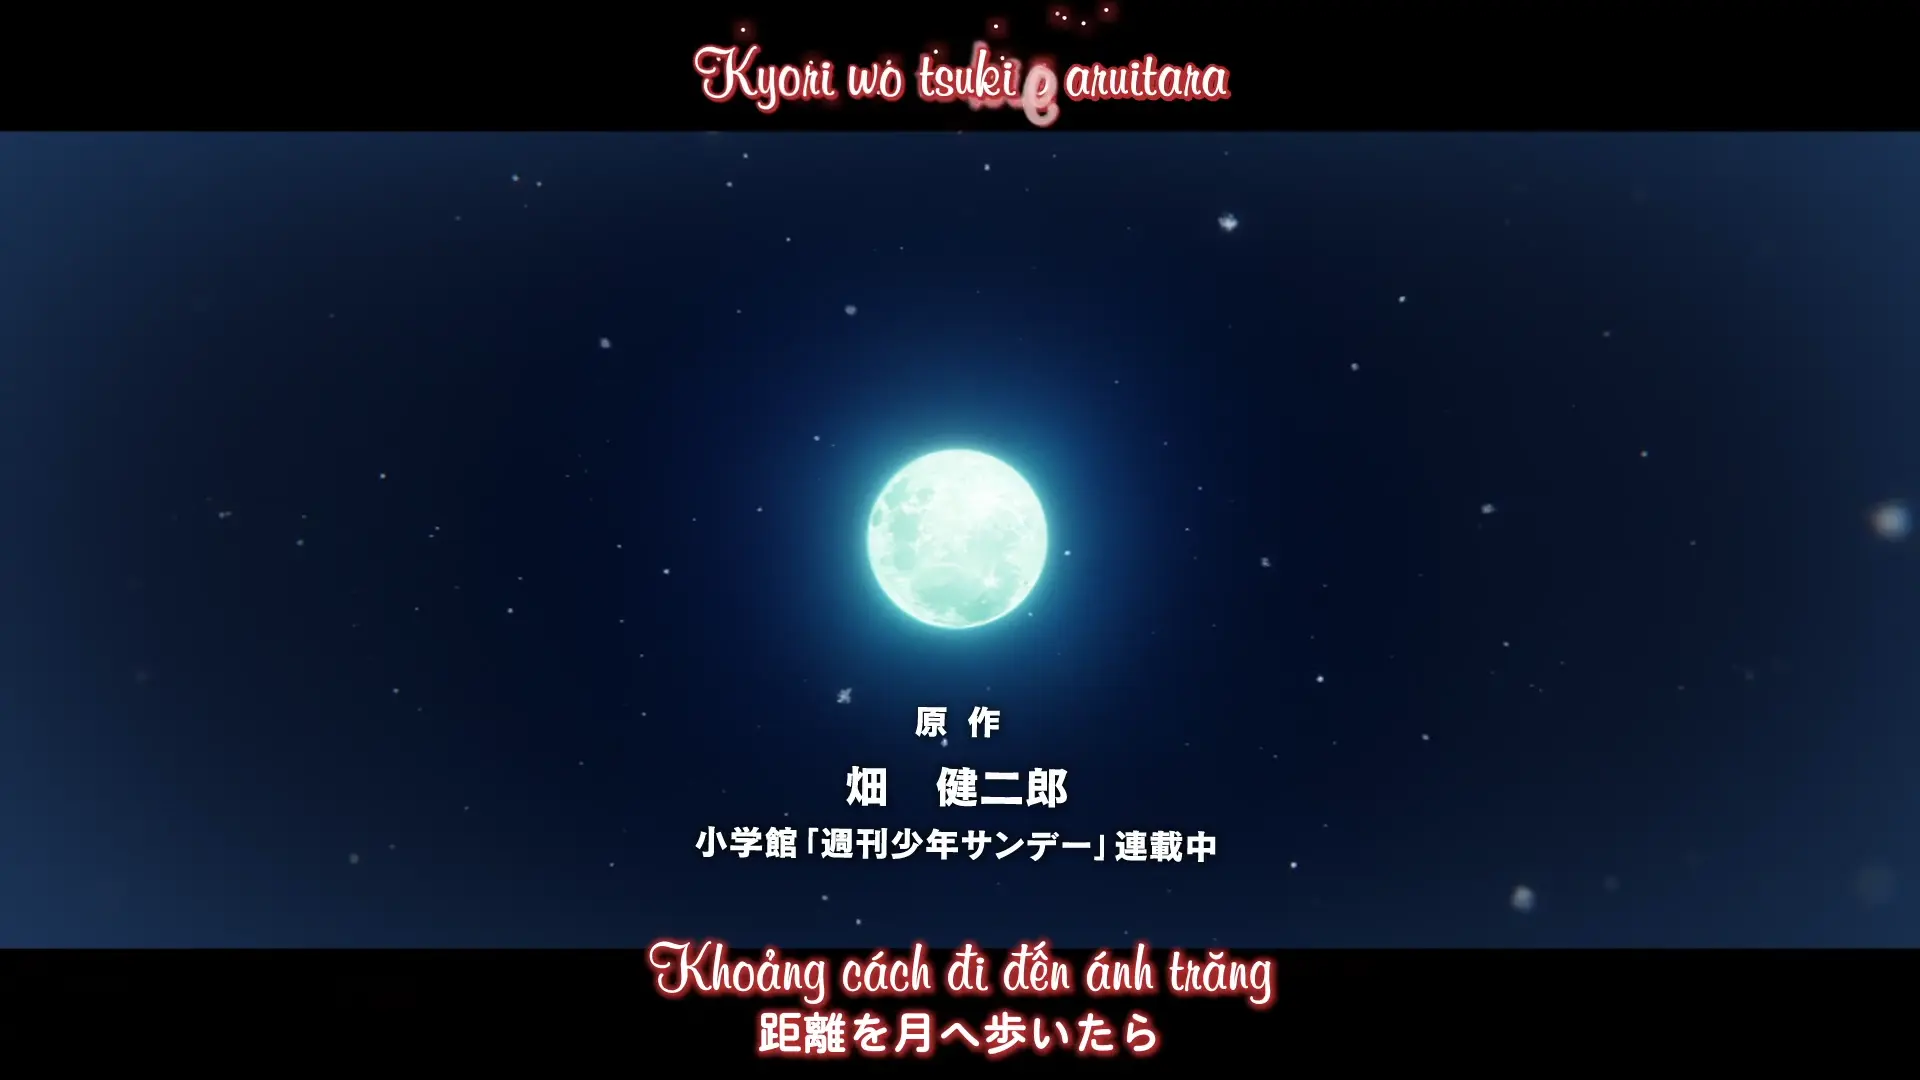 Kyori wo tsuki e aruitara
原 作
畑 健二郎
小学館「週刊少年サンデー」連載中
Khoảng cách đi đến ánh trăng
距離を月へ歩いたら